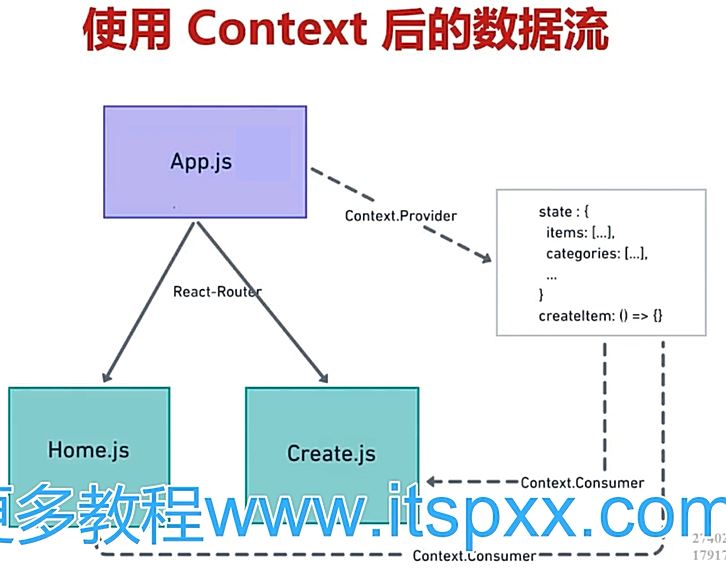 使用 Context 后的数据流
App.js
Context.Provider
state : {
items: [...],
categories: [...],
...
}
createItem: () => {}
React-Router
Home.js
Create.js
Context.Consumer
更多教程www.itspxx.com
Context.Consumer
27402
17917